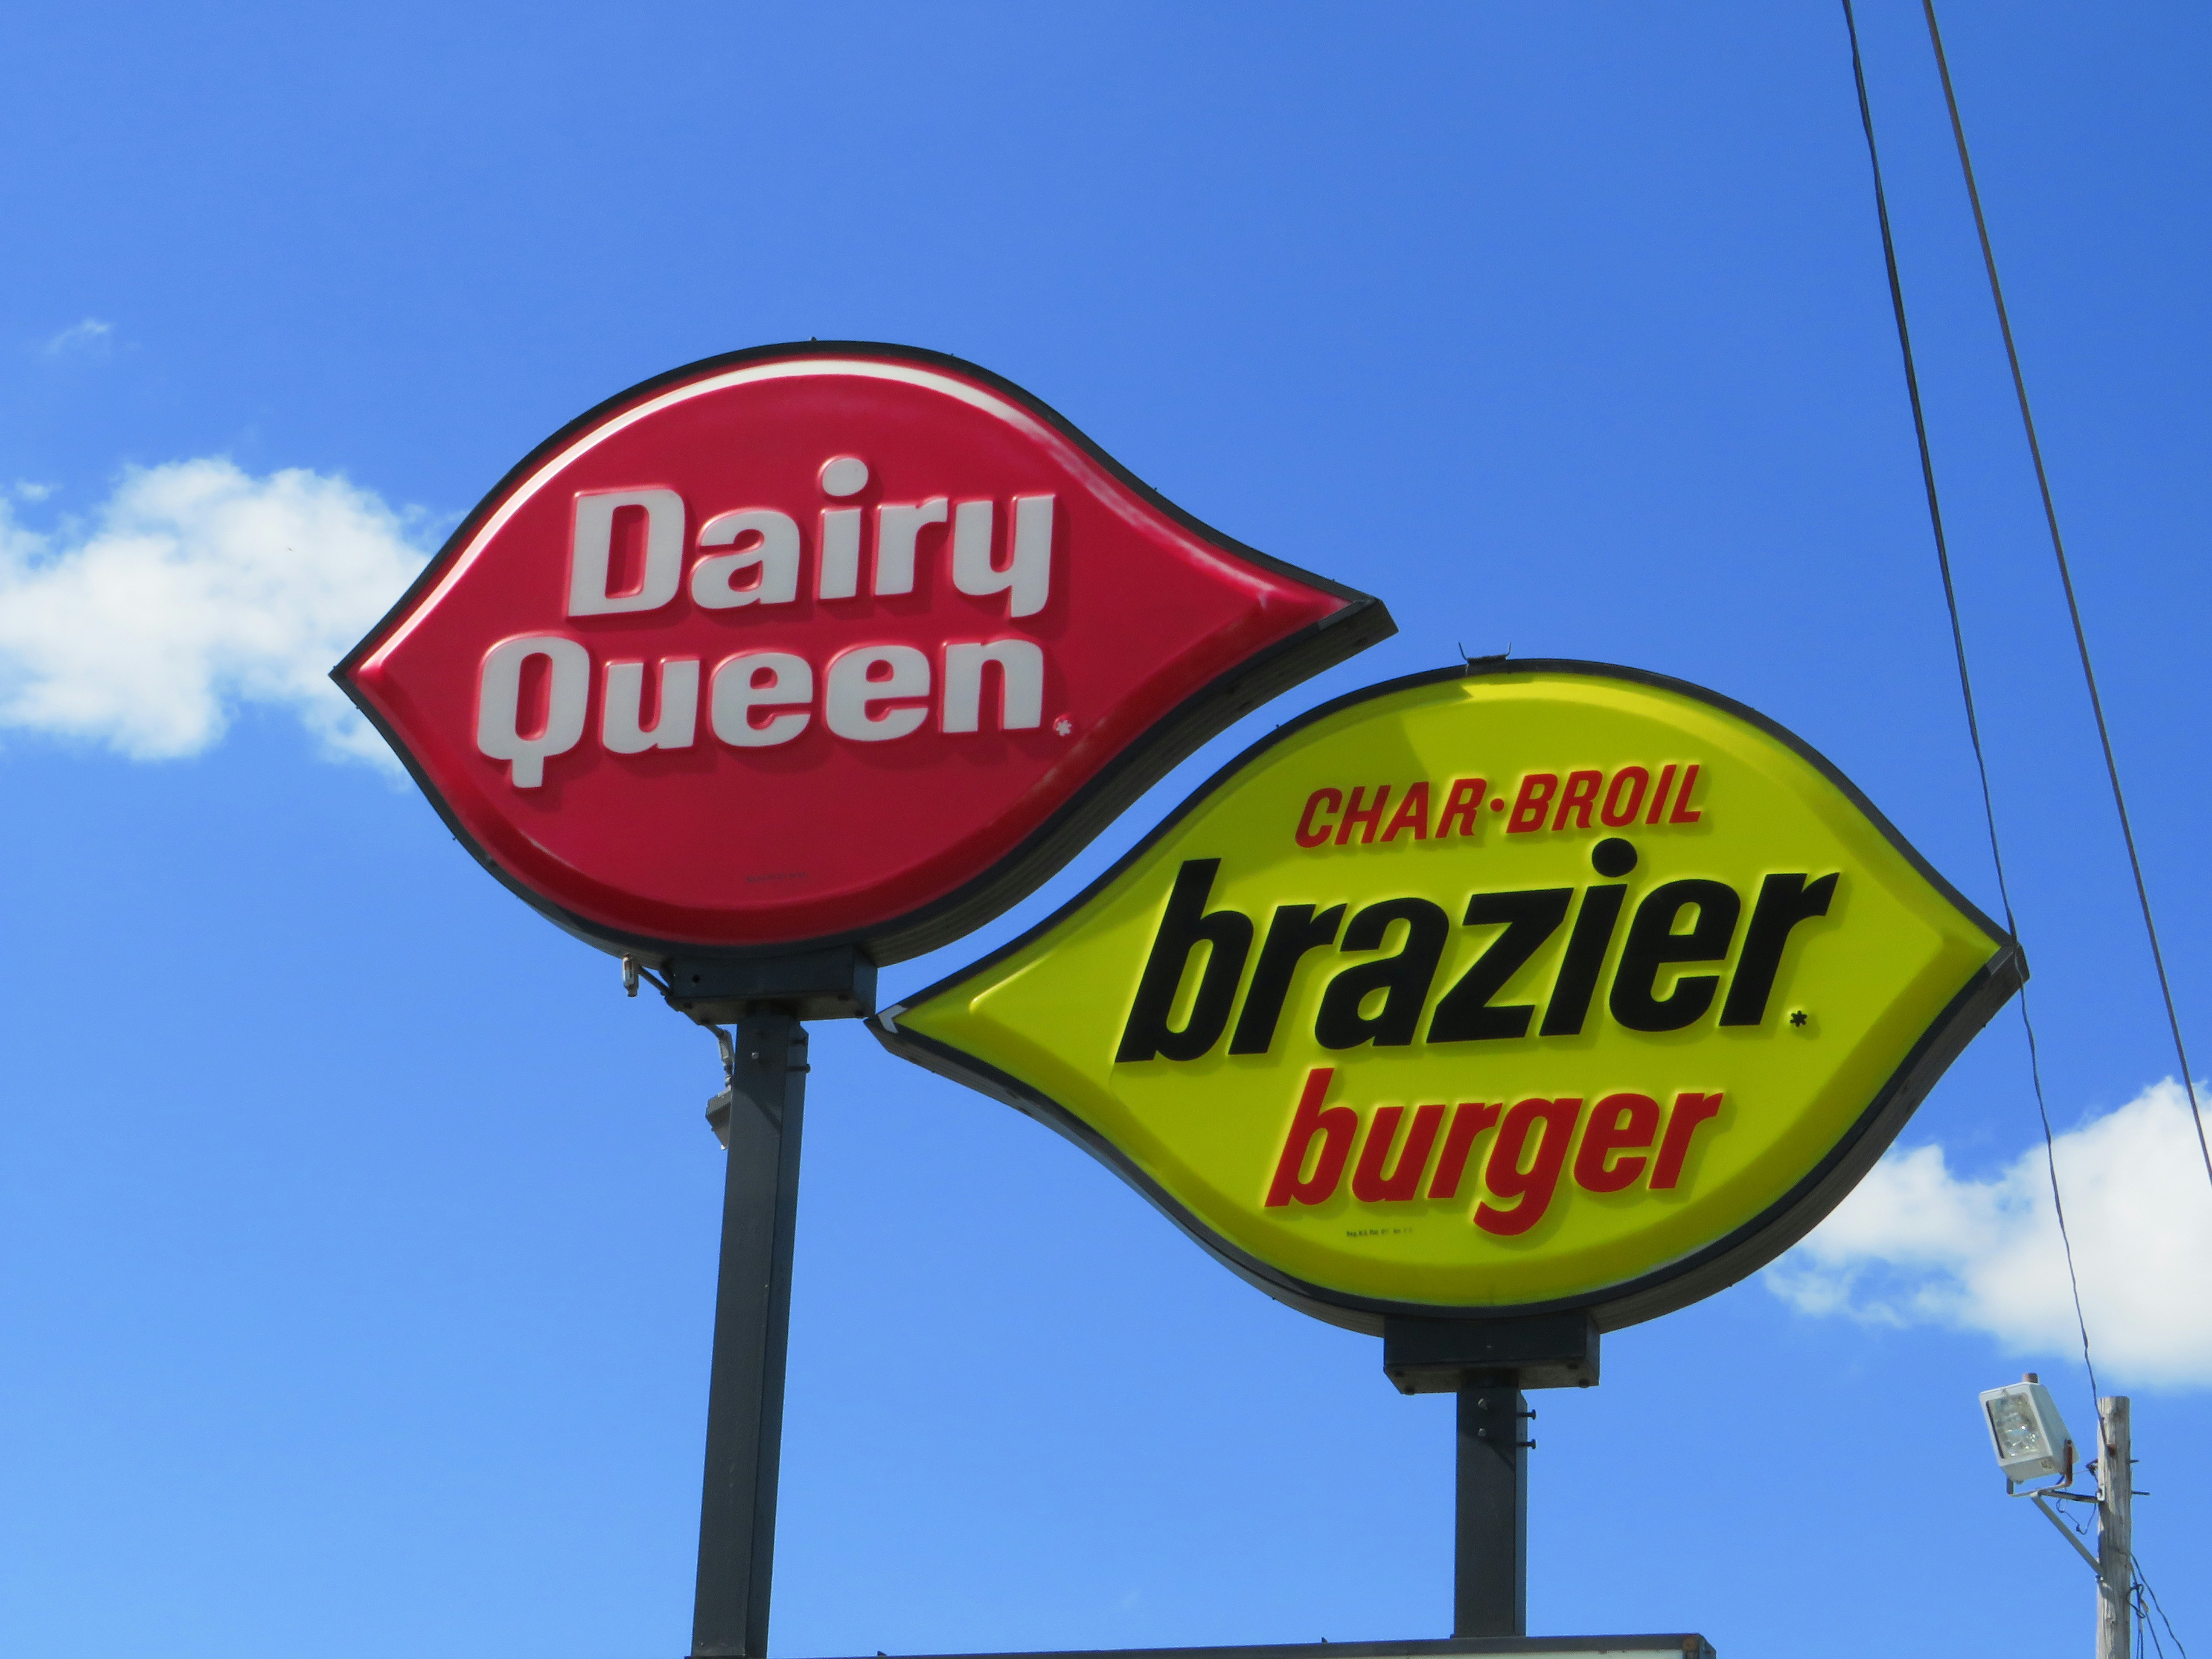 Dairy
Queen
CHAR·BROIL
brazier
burger